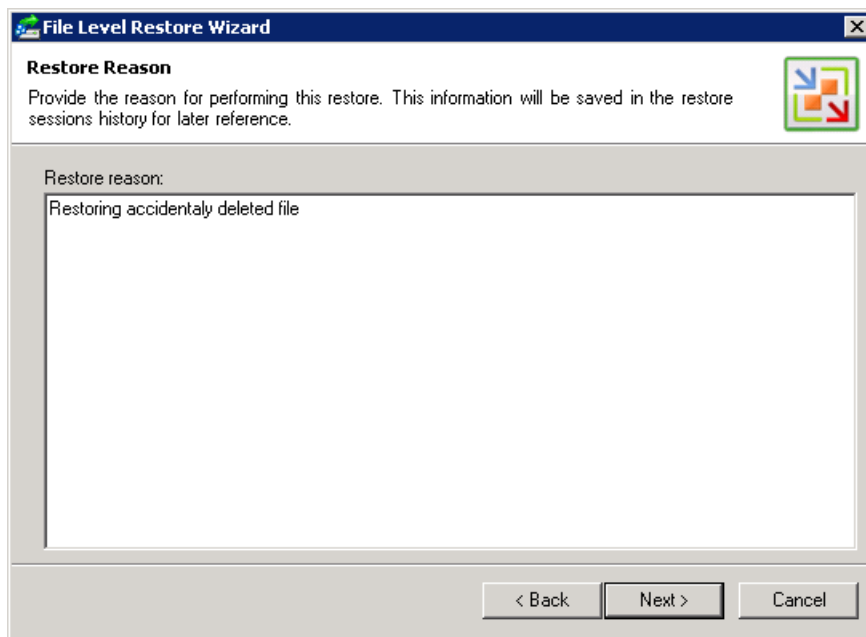 File Level Restore Wizard
Restore Reason
Provide the reason for performing this restore. This information will be saved in the restore
sessions history for later reference.
Restore reason:
Restoring accidentaly deleted file
< Back
Next >
Cancel